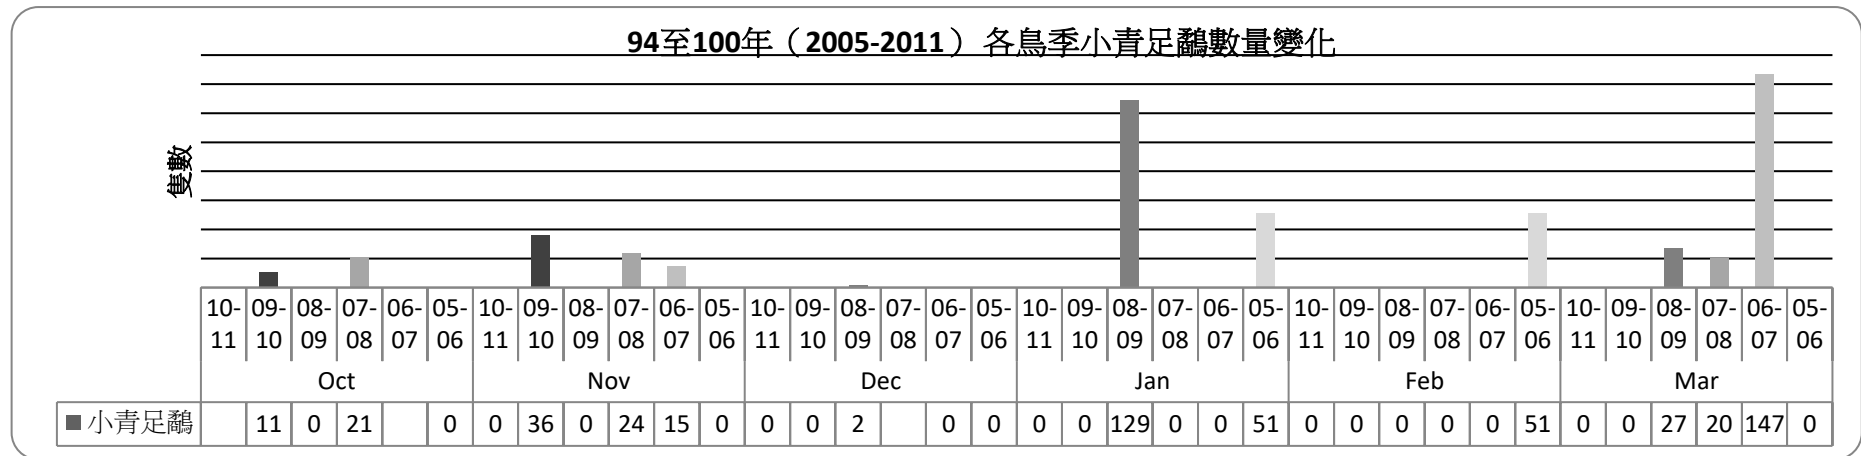 94至100年（2005-2011） 各鳥季小青足鷸數量變化
隻數
10-11 09-10 08-09 07-08 06-07 05-06 10-11 09-10 08-09 07-08 06-07 05-06 10-11 09-10 08-09 07-08 06-07 05-06 10-11 09-10 08-09 07-08 06-07 05-06 10-11 09-10 08-09 07-08 06-07 05-06 10-11 09-10 08-09 07-08 06-07 05-06
Oct Nov Dec Jan Feb Mar
小青足鷸 11 0 21 0 0 36 0 24 15 0 0 0 2 0 0 0 0 129 0 0 51 0 0 0 0 0 51 0 0 27 20 147 0